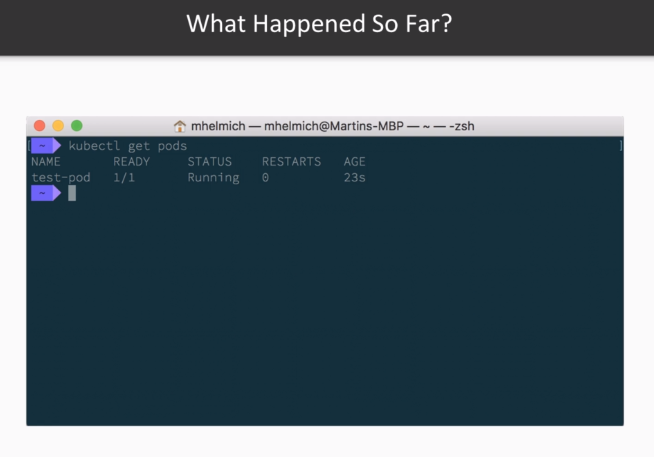 What Happened So Far?
mhelmich — mhelmich@Martins-MBP — ~ — -zsh
[ ~ kubectl get pods ]
NAME READY STATUS RESTARTS AGE
test-pod 1/1 Running 0 23s
~